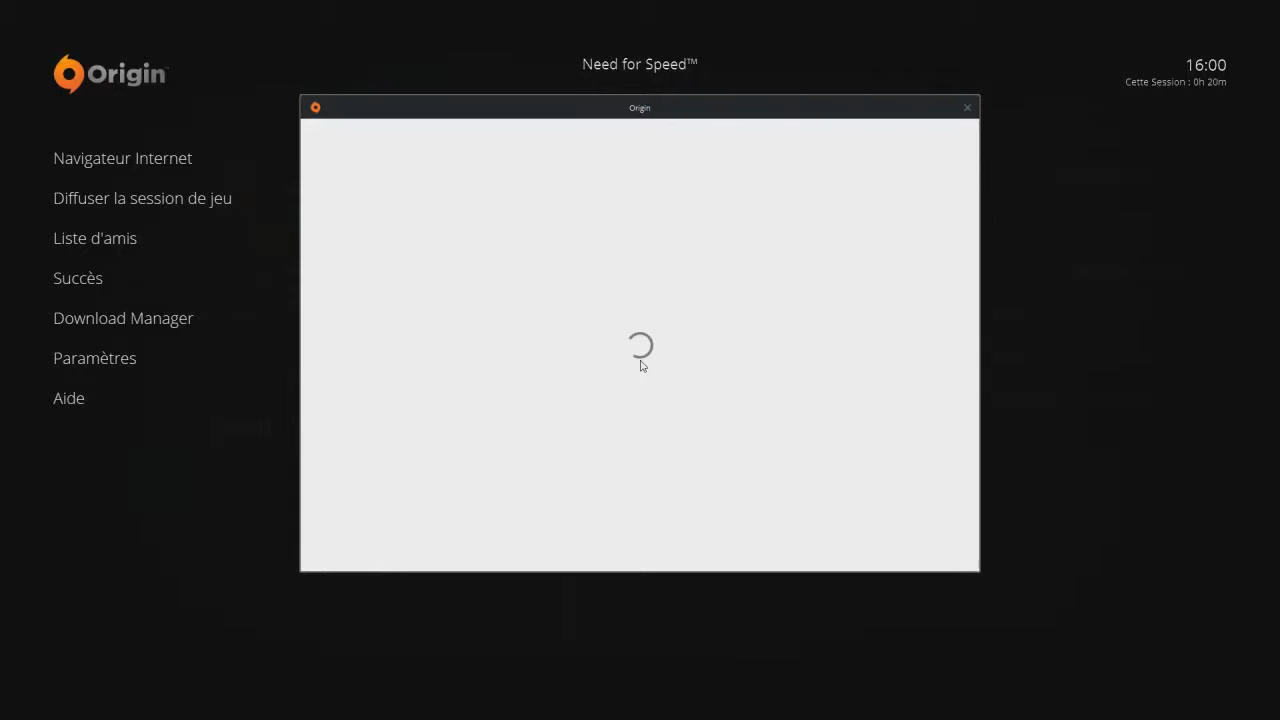 Origin
Need for Speed™
16:00
Cette Session : 0h 20m
Origin
Navigateur Internet
Diffuser la session de jeu
Liste d'amis
Succès
Download Manager
Paramètres
Aide